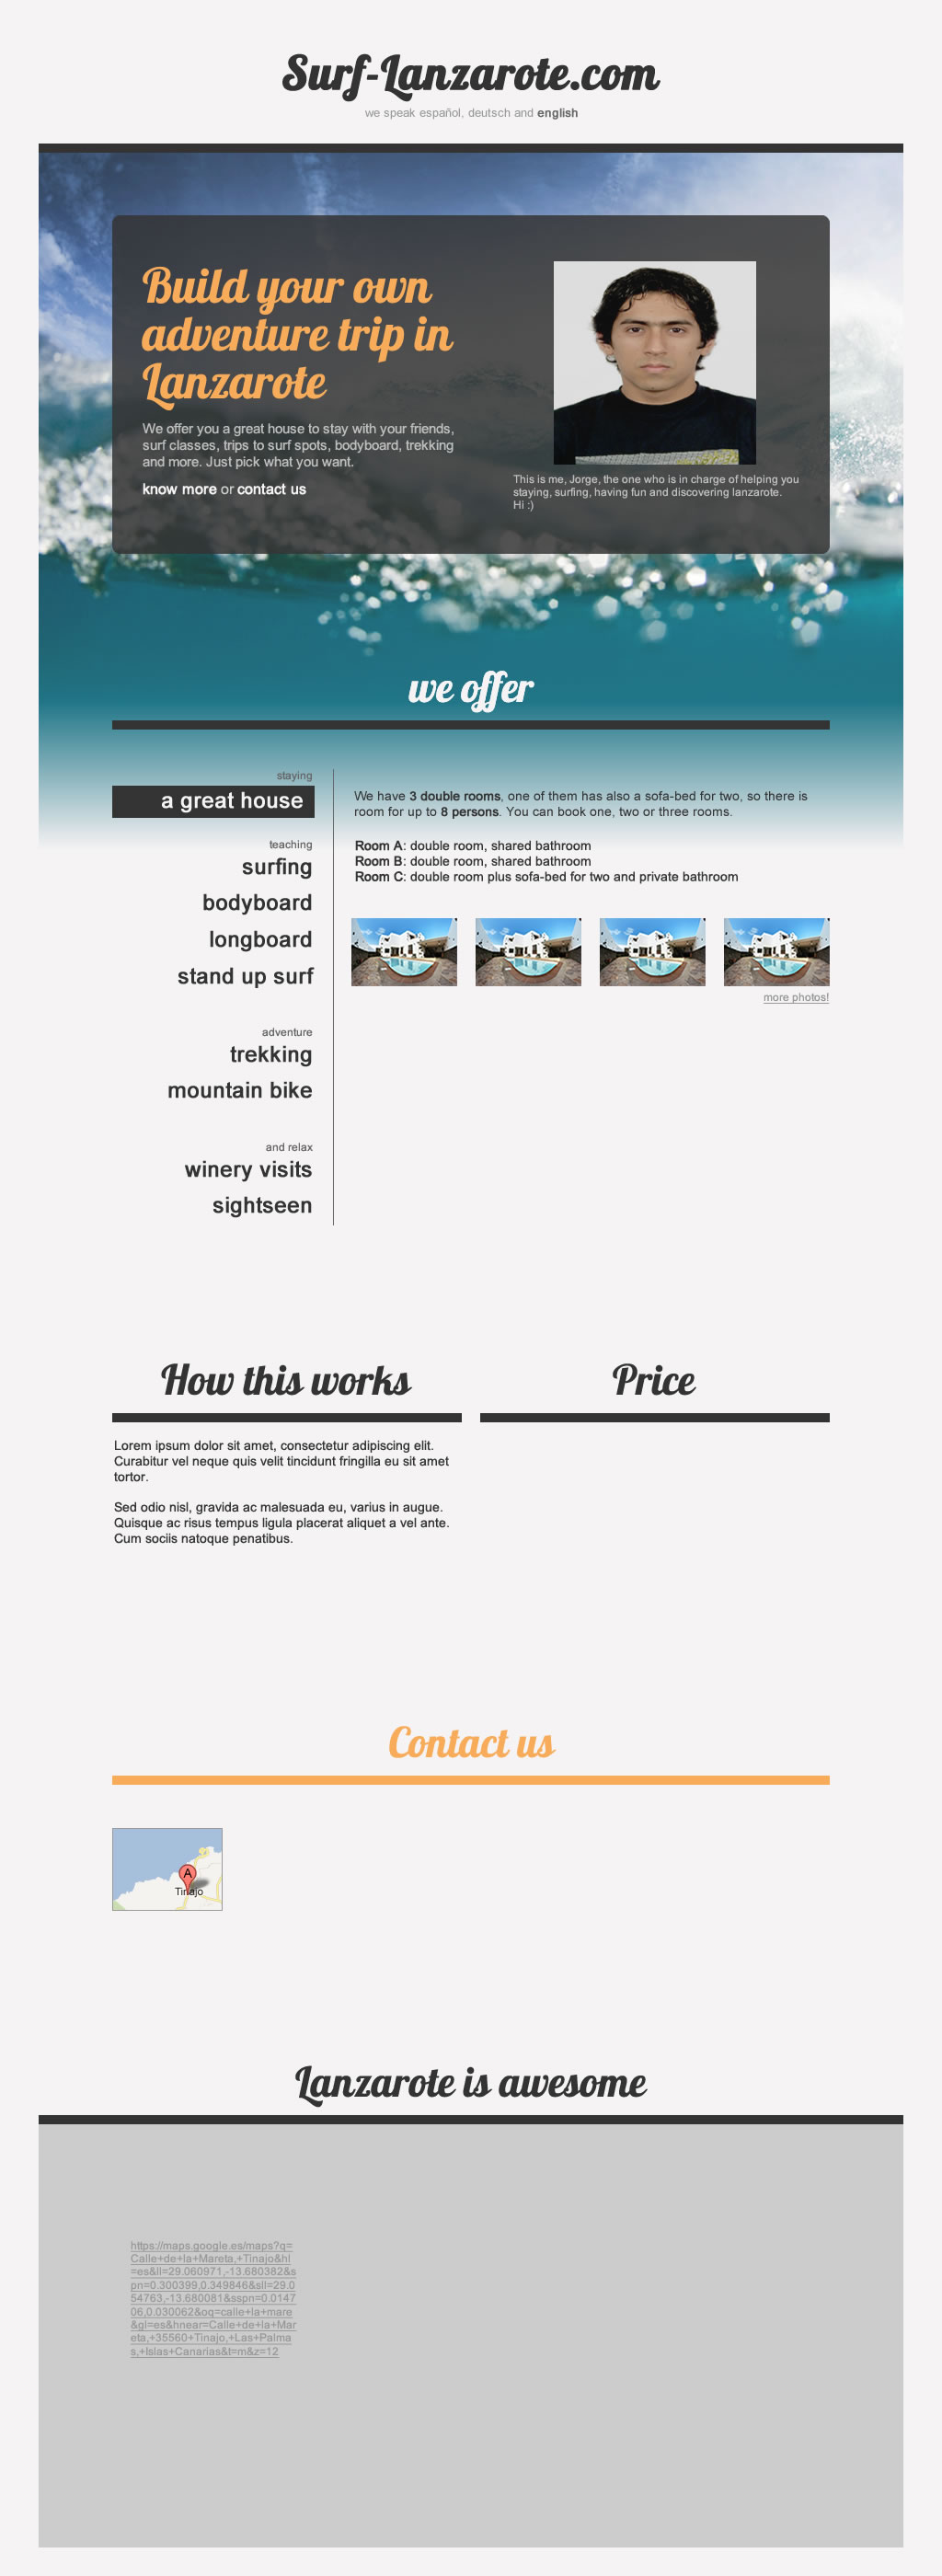 Surf-Lanzarote.com
we speak español, deutsch and english
Build your own
adventure trip in
Lanzarote
We offer you a great house to stay with your friends,
surf classes, trips to surf spots, bodyboard, trekking
and more. Just pick what you want.
know more or contact us
This is me, Jorge, the one who is in charge of helping you
staying, surfing, having fun and discovering lanzarote.
Hi :)
we offer
staying
a great house
teaching
surfing
bodyboard
longboard
stand up surf
adventure
trekking
mountain bike
and relax
winery visits
sightseen
We have 3 double rooms, one of them has also a sofa-bed for two, so there is
room for up to 8 persons. You can book one, two or three rooms.
Room A: double room, shared bathroom
Room B: double room, shared bathroom
Room C: double room plus sofa-bed for two and private bathroom
more photos!
How this works
Lorem ipsum dolor sit amet, consectetur adipiscing elit.
Curabitur vel neque quis velit tincidunt fringilla eu sit amet
tortor.
Sed odio nisl, gravida ac malesuada eu, varius in augue.
Quisque ac risus tempus ligula placerat aliquet a vel ante.
Cum sociis natoque penatibus.
Price
Contact us
A
Tinajo
Lanzarote is awesome
https://maps.google.es/maps?q=
Calle+de+la+Mareta,+Tinajo&hl
=es&ll=29.060971,-13.680382&s
pn=0.300399,0.349846&sll=29.0
54763,-13.680081&sspn=0.0147
06,0.030062&oq=calle+la+mare
&gl=es&hnear=Calle+de+la+Mar
eta,+35560+Tinajo,+Las+Palma
s,+Islas+Canarias&t=m&z=12